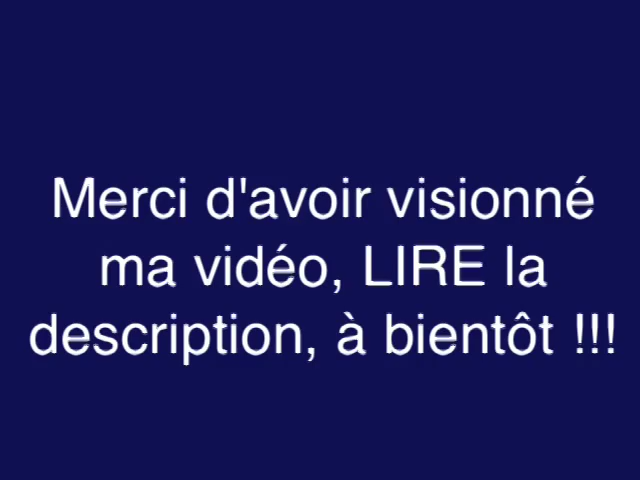 Merci d'avoir visionné
ma vidéo, LIRE la
description, à bientôt !!!